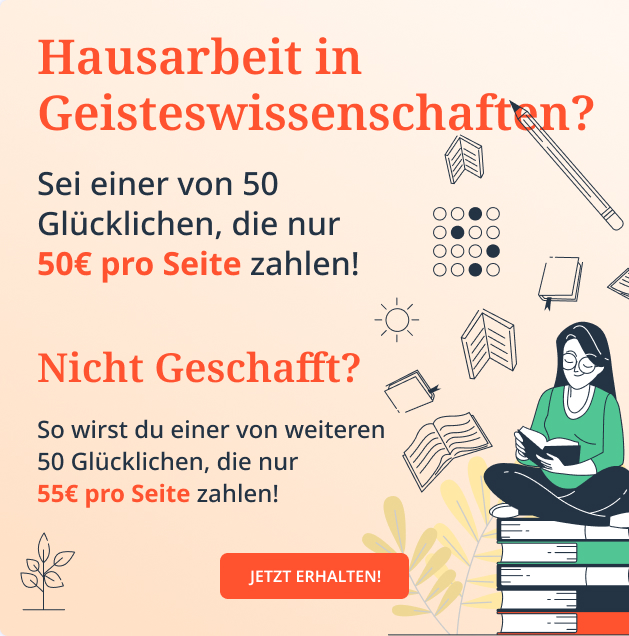 Hausarbeit in
Geisteswissenschaften?
Sei einer von 50
Glücklichen, die nur
50€ pro Seite zahlen!
Nicht Geschafft?
So wirst du einer von weiteren
50 Glücklichen, die nur
55€ pro Seite zahlen!
JETZT ERHALTEN!